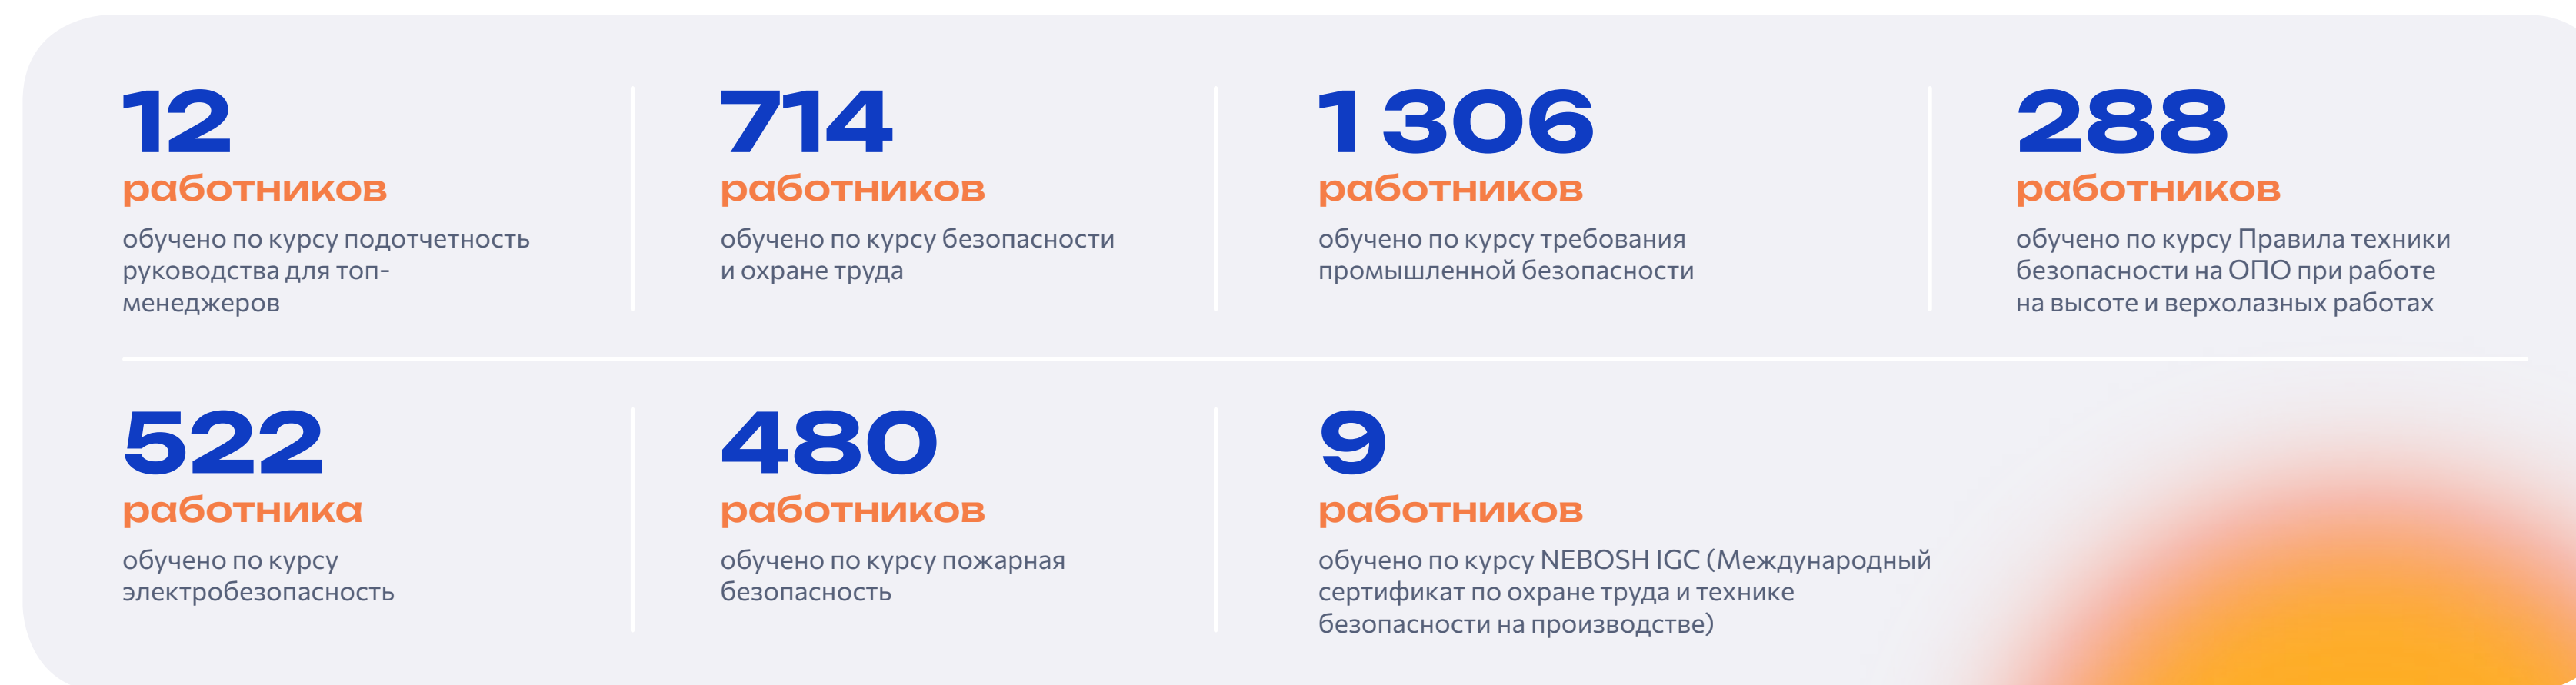 12
работников
обучено по курсу подотчетность
руководства для топ-
менеджеров
714
работников
обучено по курсу безопасности
и охране труда
1 306
работников
обучено по курсу требования
промышленной безопасности
288
работников
обучено по курсу Правила техники
безопасности на ОПО при работе
на высоте и верхолазных работах
522
работника
обучено по курсу
электробезопасность
480
работников
обучено по курсу пожарная
безопасность
9
работников
обучено по курсу NEBOSH IGC (Международный
сертификат по охране труда и технике
безопасности на производстве)